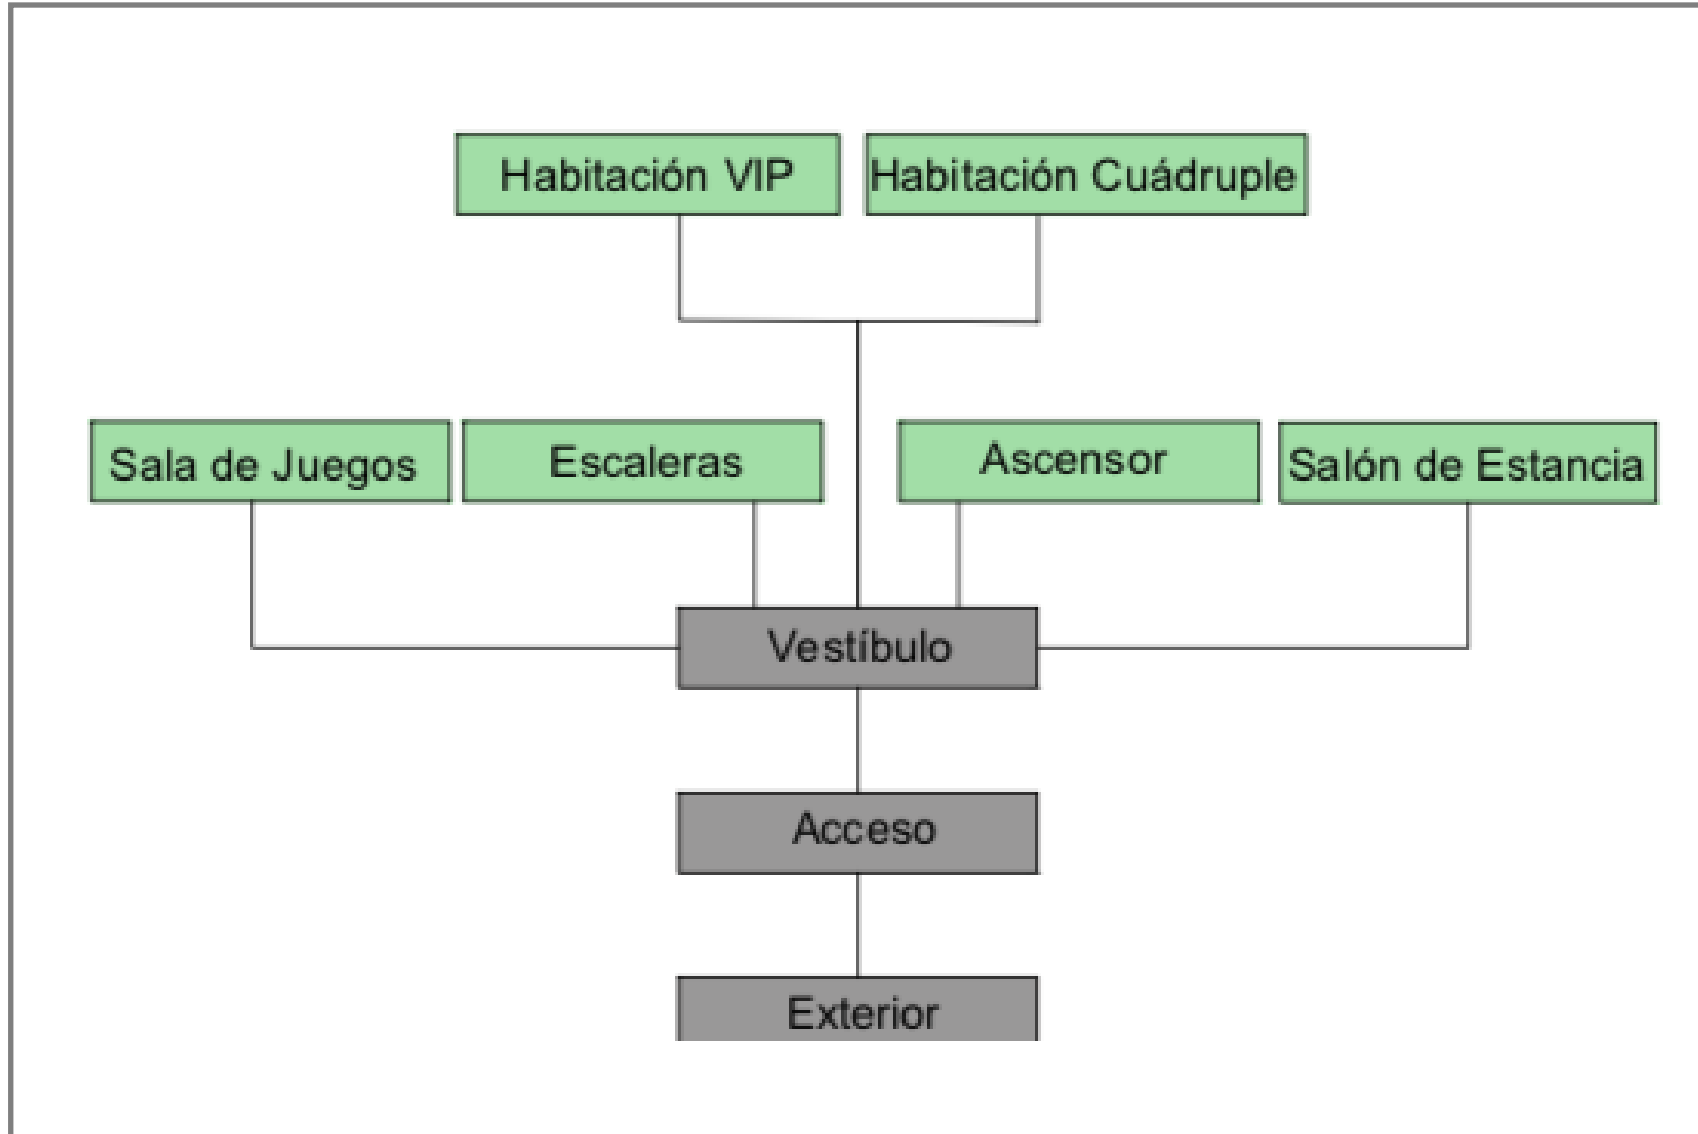 Habitación VIP
Habitación Cuádruple
Sala de Juegos
Escaleras
Ascensor
Salón de Estancia
Vestíbulo
Acceso
Exterior